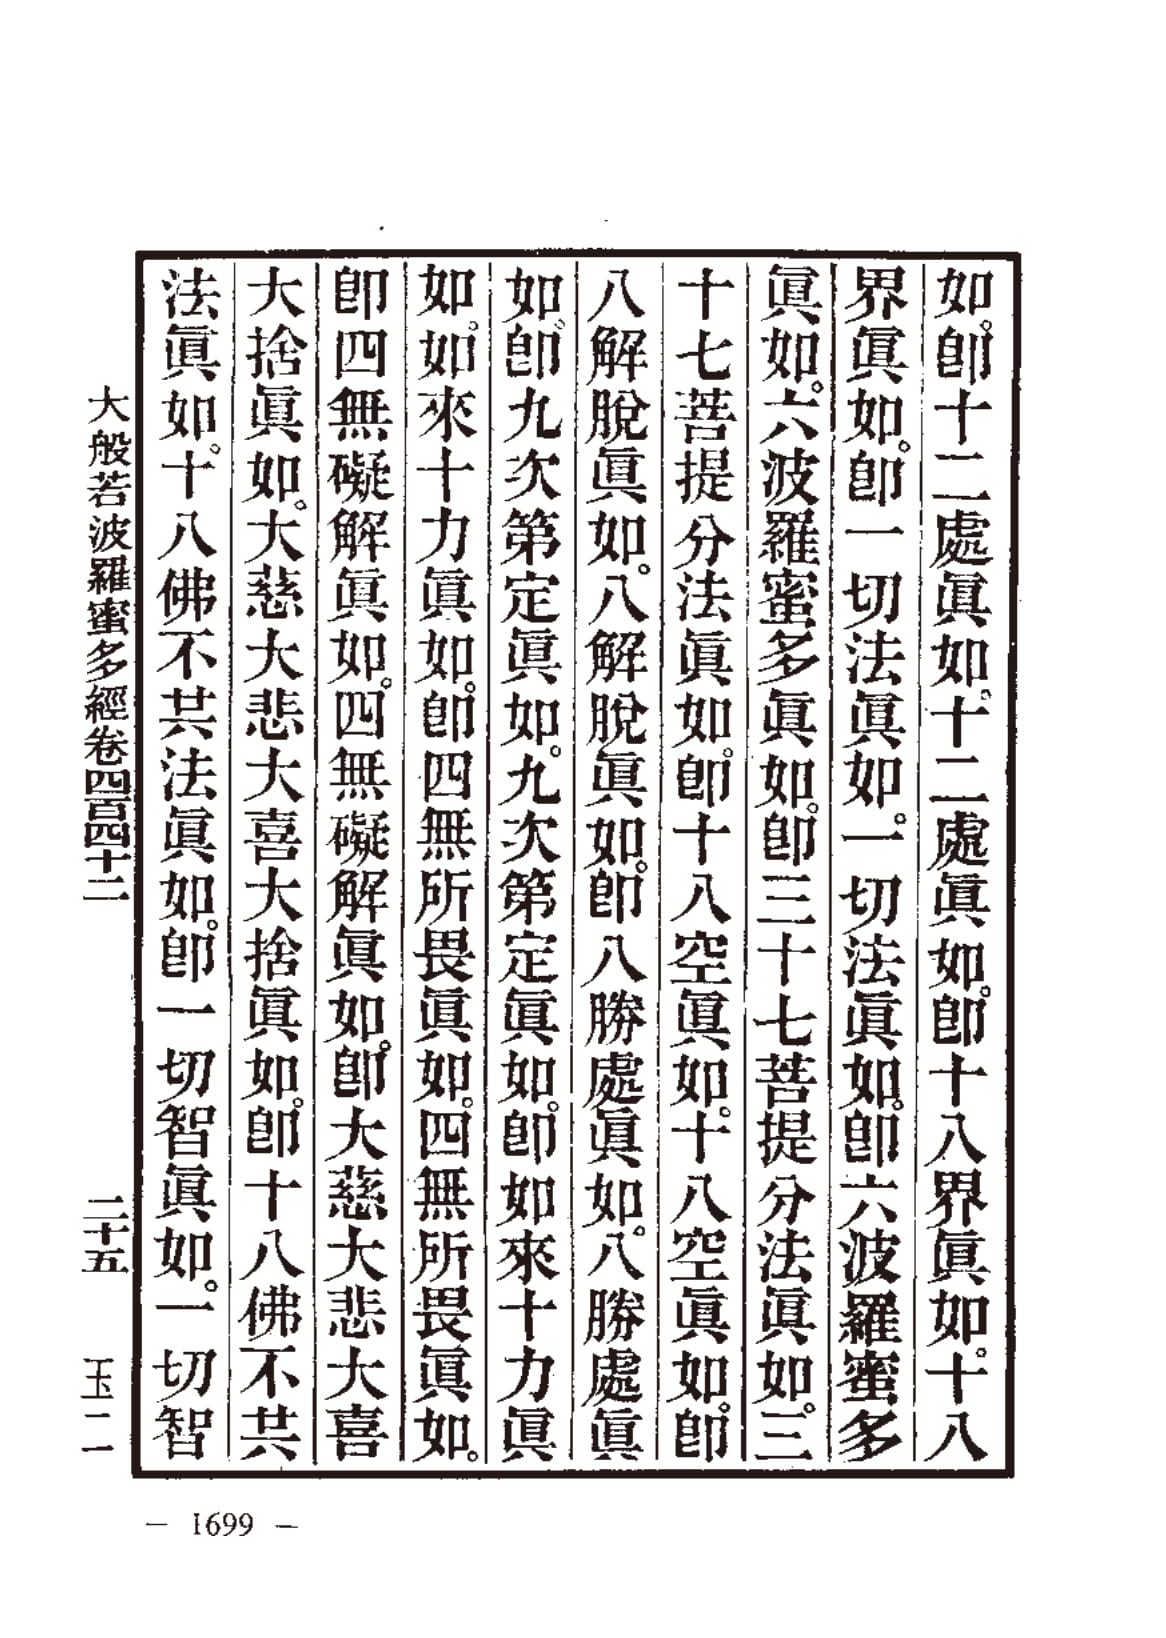 如。卽十二處眞如。十二處眞如。卽十八界眞如。十八
界眞如。卽一切法眞如。一切法眞如。卽六波羅蜜多
眞如。六波羅蜜多眞如。卽三十七菩提分法眞如。三
十七菩提分法眞如。卽十八空眞如。十八空眞如。卽
八解脫眞如。八解脫眞如。卽八勝處眞如。八勝處眞
如。卽九次第定眞如。九次第定眞如。卽如來十力眞
如。如來十力眞如。卽四無所畏眞如。四無所畏眞如。
卽四無礙解眞如。四無礙解眞如。卽大慈大悲大喜
大捨眞如。大慈大悲大喜大捨眞如。卽十八佛不共
法眞如。十八佛不共法眞如。卽一切智眞如。一切智
大般若波羅蜜多經卷四百四十二 二十五 玉二
— 1699 —